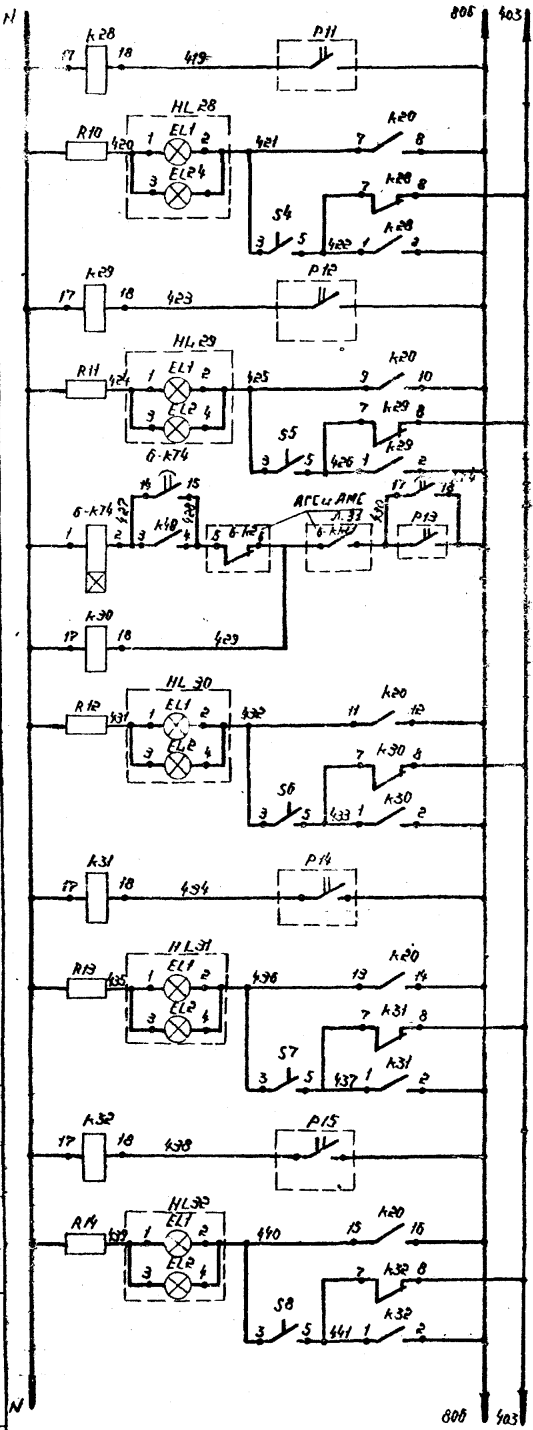 N 806 403
K28 P11
17 18 419
HL28
R10 420 1 EL1 2 421 7 K20 8
3 EL2 4 7 K28 8
S4 K28
3 5 422 1 2
K29 P12
17 18 423
HL29
R11 424 1 EL1 2 425 9 K20 10
3 EL2 4 7 K29 8
S5 K29
3 5 426 1 2
6-K74
14 15 17 18
6-K74 427 428 АГС и АМС 430 P13
1 2 3 K48 4 5 6 Л.33
K30
17 18 429
HL30
R12 431 1 EL1 2 432 11 K20 12
3 EL2 4 7 K30 8
S6 K30
3 5 433 1 2
K31 P14
17 18 434
HL31
R13 435 1 EL1 2 436 13 K20 14
3 EL2 4 7 K31 8
S7 K31
3 5 437 1 2
K32 P15
17 18 438
HL32
R14 439 1 EL1 2 440 15 K20 16
3 EL2 4 7 K32 8
S8 K32
3 5 441 1 2
N 806 403